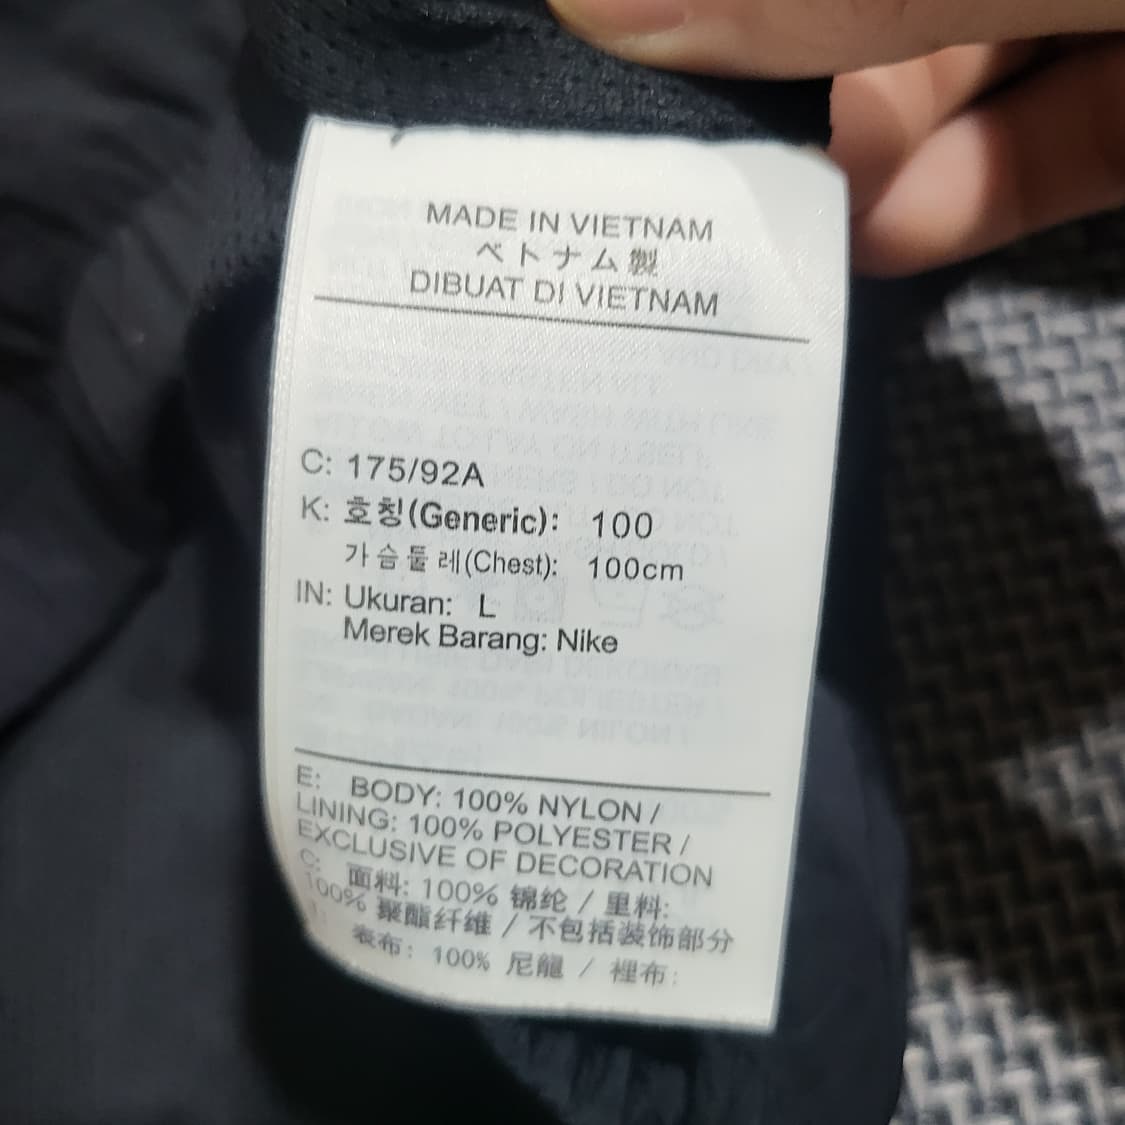 MADE IN VIETNAM
ベトナム製
DIBUAT DI VIETNAM
C: 175/92A
K: 호칭(Generic): 100
가슴둘레(Chest): 100cm
IN: Ukuran: L
Merek Barang: Nike
E: BODY: 100% NYLON /
LINING: 100% POLYESTER /
EXCLUSIVE OF DECORATION
C: 面料: 100% 锦纶 / 里料:
100% 聚酯纤维 / 不包括装饰部分
表布: 100% 尼龍 / 裡布: